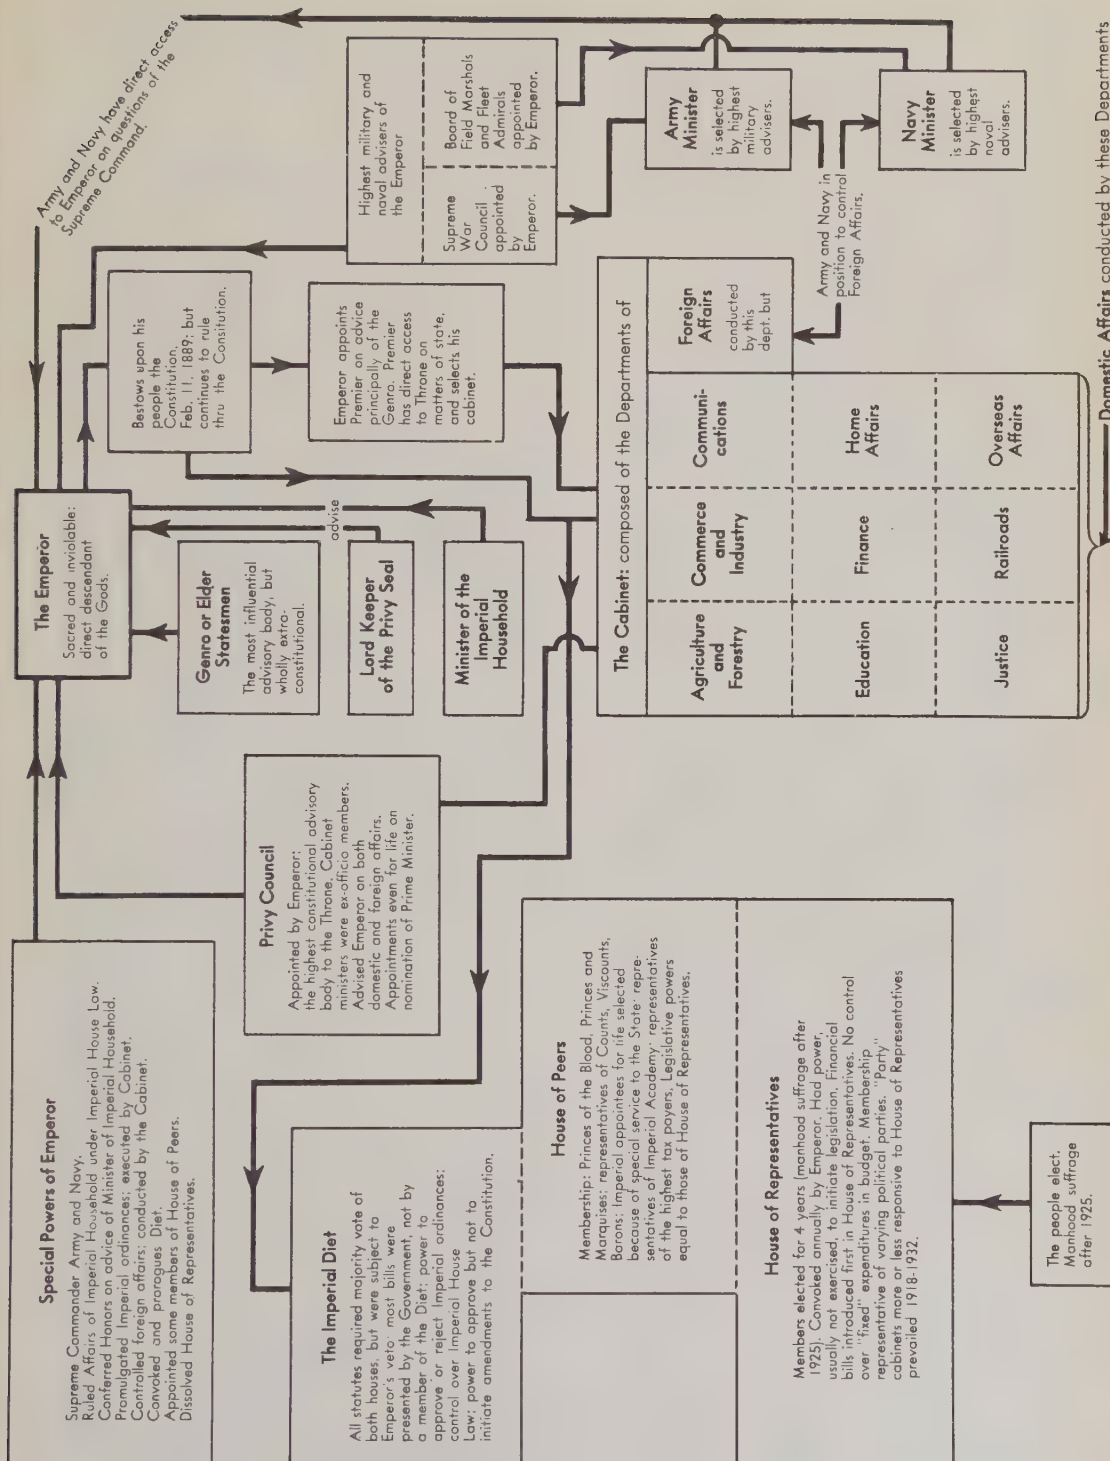 Special Powers of Emperor
Supreme Commander Army and Navy.
Ruled Affairs of Imperial Household under Imperial House Law.
Conferred Honors on advice of Minister of Imperial Household.
Promulgated Imperial ordinances; executed by Cabinet.
Controlled foreign affairs; conducted by the Cabinet.
Convoked and prorogues Diet.
Appointed some members of House of Peers.
Dissolved House of Representatives.
The Emperor
Sacred and inviolable:
direct descendant
of the Gods.
Army and Navy have direct access
to Emperor on questions of the
Supreme Command.
Genro or Elder
Statesmen
The most influential
advisory body, but
wholly extra-
constitutional.
Lord Keeper
of the Privy Seal
Minister of the
Imperial
Household
advise
Bestows upon his
people the
Constitution.
Feb. 11, 1889; but
continues to rule
thru the Consitution.
Emperor appoints
Premier on advice
principally of the
Genro. Premier
has direct access
to Throne on
matters of state,
and selects his
cabinet.
Highest military and
naval advisers of
the Emperor
Supreme
War
Council
appointed
by
Emperor.
Board of
Field Marshals
and Fleet
Admirals
appointed
by Emperor.
Privy Council
Appointed by Emperor:
the highest constitutional advisory
body to the Throne, Cabinet
ministers were ex-officio members.
Advised Emperor on both
domestic and foreign affairs.
Appointments even for life on
nomination of Prime Minister.
The Imperial Diet
All statutes required majority vote of
both houses, but were subject to
Emperor's veto; most bills were
presented by the Government, not by
a member of the Diet; power to
approve or reject Imperial ordinances;
control over Imperial House
Law; power to approve but not to
initiate amendments to the Constitution.
House of Peers
Membership: Princes of the Blood, Princes and
Marquises; representatives of Counts, Viscounts,
Barons; Imperial appointees for life selected
because of special service to the State; repre-
sentatives of Imperial Academy; representatives
of the highest tax payers, Legislative powers
equal to those of House of Representatives.
House of Representatives
Members elected for 4 years (manhood suffrage after
1925). Convoked annually by Emperor. Had power,
usually not exercised, to initiate legislation. Financial
bills introduced first in House of Representatives. No control
over "fixed" expenditures in budget. Membership
representative of varying political parties. "Party"
cabinets more or less responsive to House of Representatives
prevailed 1918-1932.
The people elect.
Manhood suffrage
after 1925.
The Cabinet: composed of the Departments of
Agriculture
and
Forestry
Commerce
and
Industry
Communi-
cations
Foreign
Affairs
conducted
by this
dept. but
Education
Finance
Home
Affairs
Justice
Railroads
Overseas
Affairs
Army and Navy in
position to control
Foreign Affairs.
Army
Minister
is selected
by highest
military
advisers.
Navy
Minister
is selected
by highest
naval
advisers.
Domestic Affairs conducted by these Departments